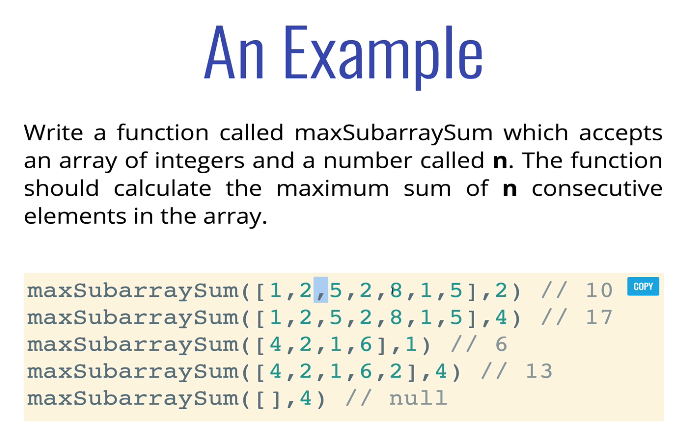 An Example
Write a function called maxSubarraySum which accepts
an array of integers and a number called n. The function
should calculate the maximum sum of n consecutive
elements in the array.
maxSubarraySum([1,2,5,2,8,1,5],2) // 10
COPY
maxSubarraySum([1,2,5,2,8,1,5],4) // 17
maxSubarraySum([4,2,1,6],1) // 6
maxSubarraySum([4,2,1,6,2],4) // 13
maxSubarraySum([],4) // null